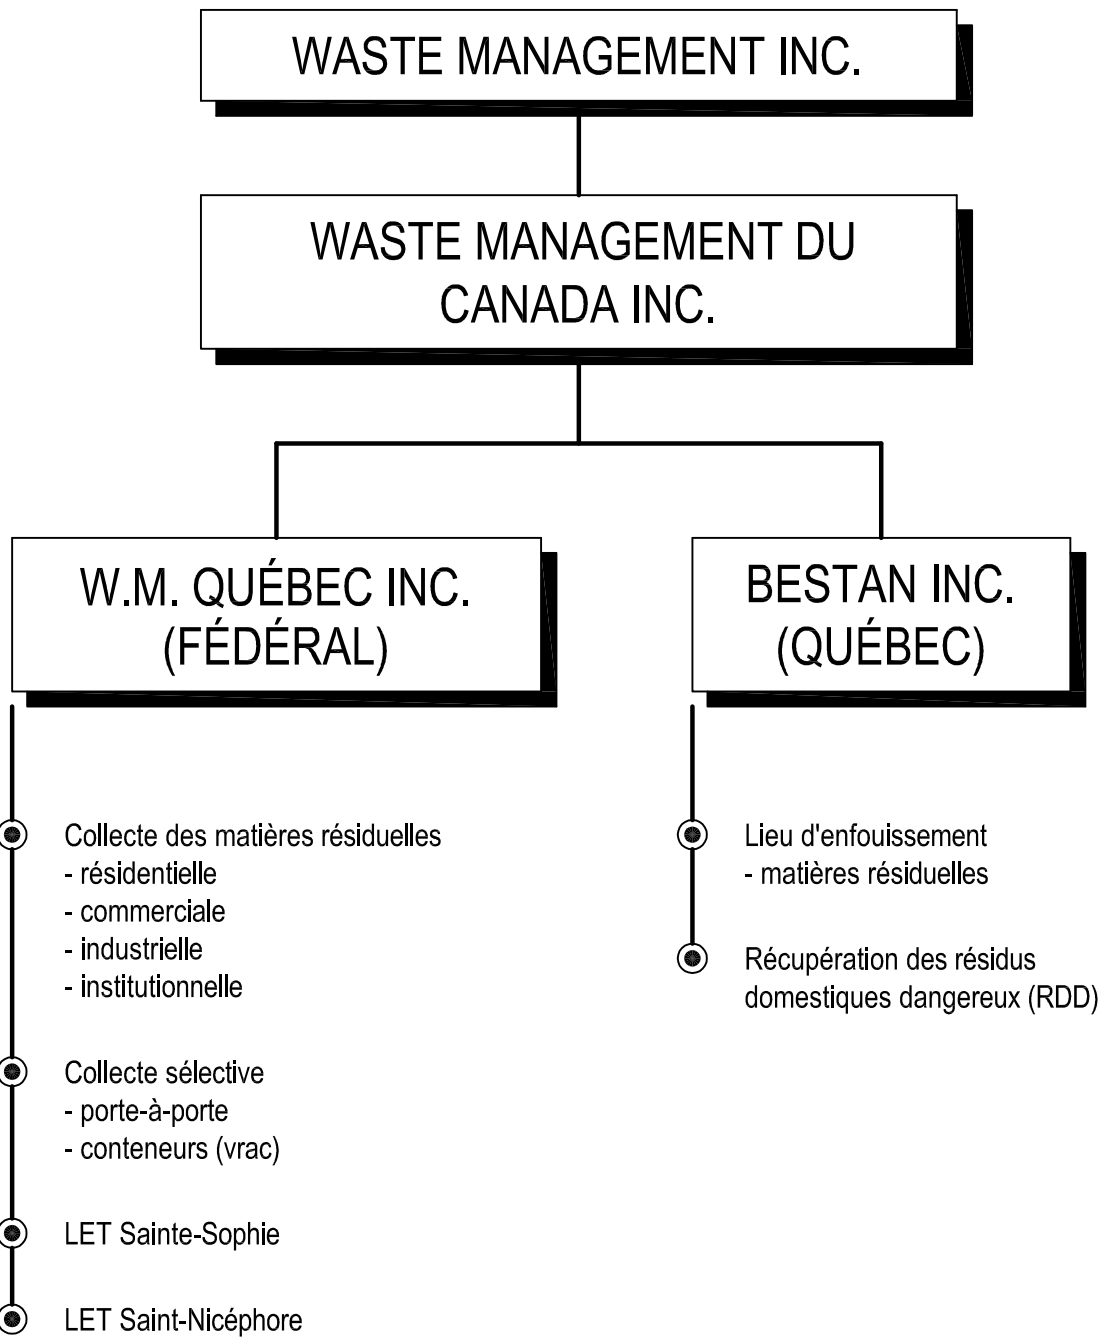 WASTE MANAGEMENT INC.
WASTE MANAGEMENT DU
CANADA INC.
W.M. QUÉBEC INC.
(FÉDÉRAL)
BESTAN INC.
(QUÉBEC)
Collecte des matières résiduelles
- résidentielle
- commerciale
- industrielle
- institutionnelle
Collecte sélective
- porte-à-porte
- conteneurs (vrac)
LET Sainte-Sophie
LET Saint-Nicéphore
Lieu d'enfouissement
- matières résiduelles
Récupération des résidus
domestiques dangereux (RDD)